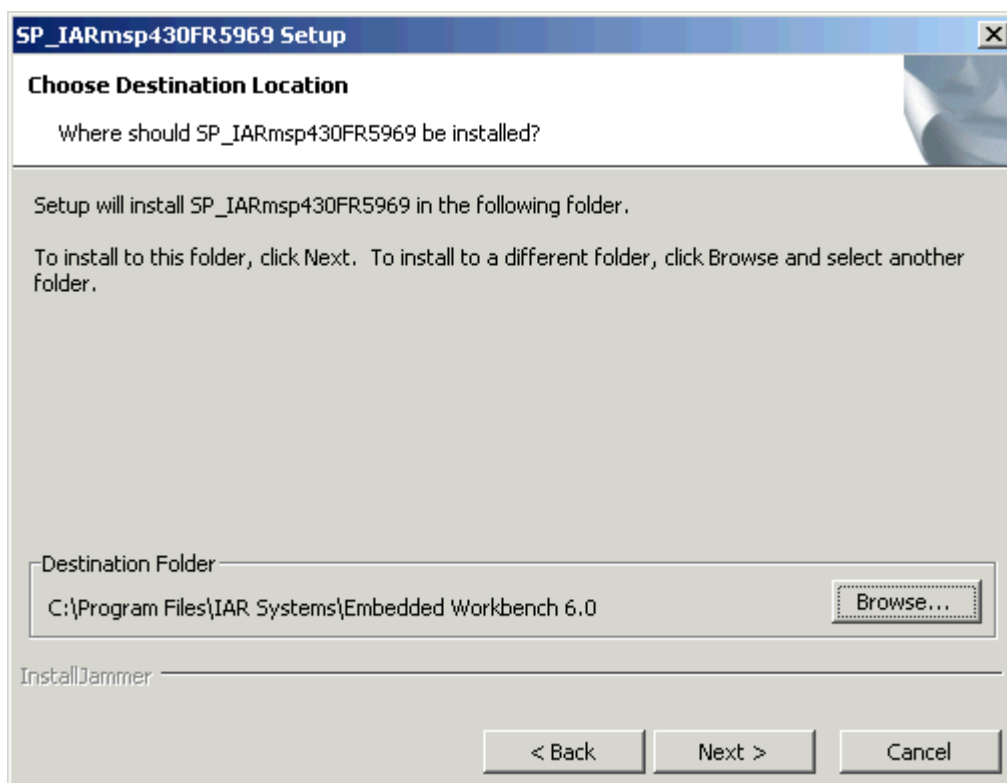 SP_IARmsp430FR5969 Setup
Choose Destination Location
Where should SP_IARmsp430FR5969 be installed?
Setup will install SP_IARmsp430FR5969 in the following folder.
To install to this folder, click Next.  To install to a different folder, click Browse and select another
folder.
Destination Folder
C:\Program Files\IAR Systems\Embedded Workbench 6.0
Browse...
InstallJammer
< Back
Next >
Cancel